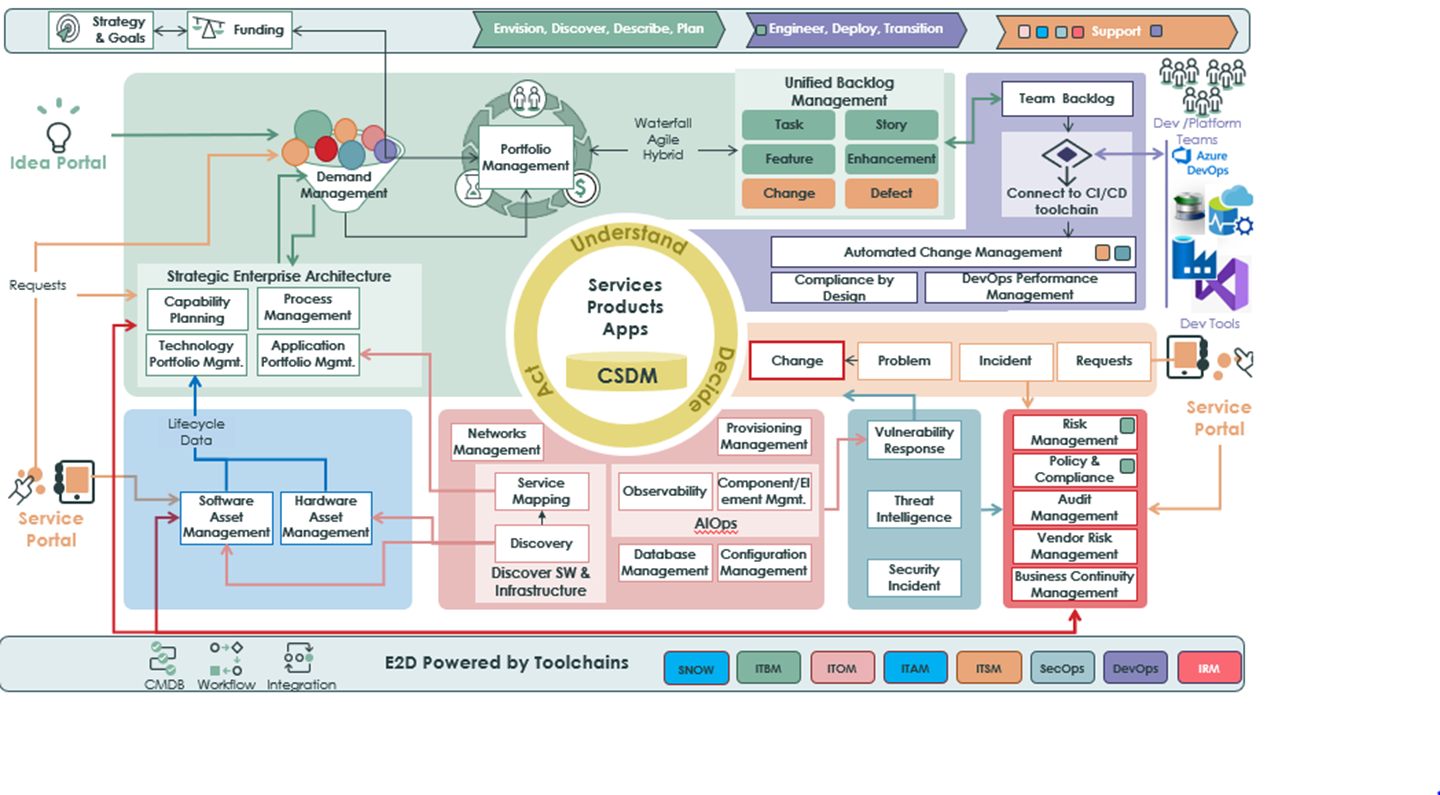 Strategy
& Goals
Funding
Envision, Discover, Describe, Plan
Engineer, Deploy, Transition
Support
Idea Portal
Demand
Management
Portfolio
Management
Waterfall
Agile
Hybrid
Unified Backlog
Management
Task
Story
Feature
Enhancement
Change
Defect
Team Backlog
Connect to CI/CD
toolchain
Dev /Platform
Teams
Azure
DevOps
Dev Tools
Automated Change Management
Compliance by
Design
DevOps Performance
Management
Requests
Strategic Enterprise Architecture
Capability
Planning
Process
Management
Technology
Portfolio Mgmt.
Application
Portfolio Mgmt.
Understand
Decide
Act
Services
Products
Apps
CSDM
Change
Problem
Incident
Requests
Service
Portal
Lifecycle
Data
Software
Asset
Management
Hardware
Asset
Management
Service
Portal
Networks
Management
Provisioning
Management
Service
Mapping
Discovery
Discover SW &
Infrastructure
Observability
Component/El
ement Mgmt.
AIOps
Database
Management
Configuration
Management
Vulnerability
Response
Threat
Intelligence
Security
Incident
Risk
Management
Policy &
Compliance
Audit
Management
Vendor Risk
Management
Business Continuity
Management
CMDB
Workflow
Integration
E2D Powered by Toolchains
SNOW
ITBM
ITOM
ITAM
ITSM
SecOps
DevOps
IRM